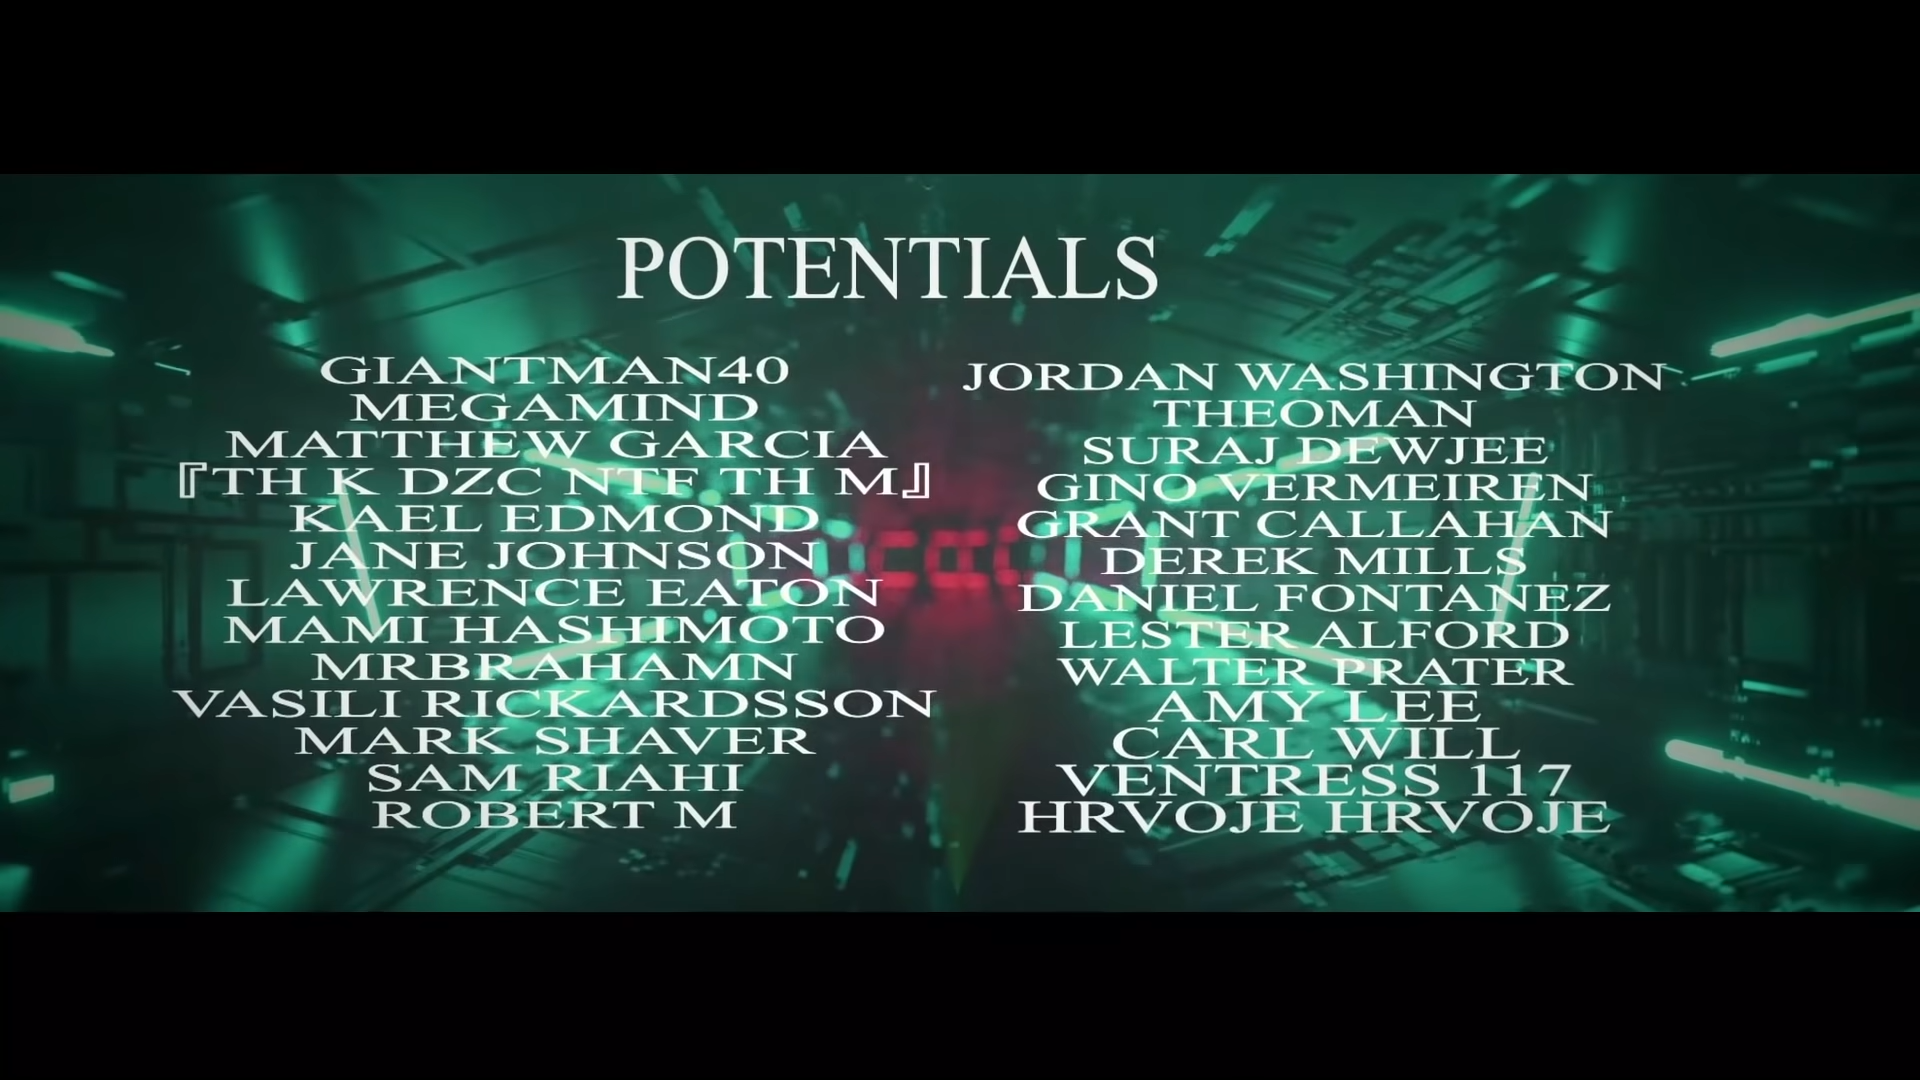 POTENTIALS
GIANTMAN40
MEGAMIND
MATTHEW GARCIA
『TH K DZC NTF TH M』
KAEL EDMOND
JANE JOHNSON
LAWRENCE EATON
MAMI HASHIMOTO
MRBRAHAMN
VASILI RICKARDSSON
MARK SHAVER
SAM RIAHI
ROBERT M
JORDAN WASHINGTON
THEOMAN
SURAJ DEWJEE
GINO VERMEIREN
GRANT CALLAHAN
DEREK MILLS
DANIEL FONTANEZ
LESTER ALFORD
WALTER PRATER
AMY LEE
CARL WILL
VENTRESS 117
HRVOJE HRVOJE